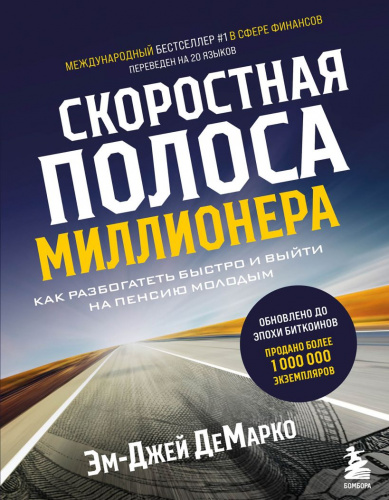 МЕЖДУНАРОДНЫЙ БЕСТСЕЛЛЕР #1 В СФЕРЕ ФИНАНСОВ
ПЕРЕВЕДЕН НА 20 ЯЗЫКОВ
СКОРОСТНАЯ
ПОЛОСА
МИЛЛИОНЕРА
КАК РАЗБОГАТЕТЬ БЫСТРО И ВЫЙТИ
НА ПЕНСИЮ МОЛОДЫМ
ОБНОВЛЕНО ДО
ЭПОХИ БИТКОИНОВ
ПРОДАНО БОЛЕЕ
1 000 000
ЭКЗЕМПЛЯРОВ
ЭМ-ДЖЕЙ ДЕМАРКО
БОМБОРА